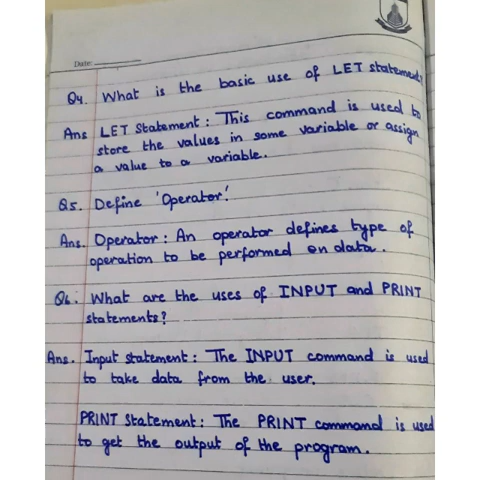 Date:
Q4. What is the basic use of LET statement?
Ans LET Statement : This command is used to
store the values in some variable or assign
a value to a variable.
Q5. Define 'Operator'.
Ans. Operator : An operator defines type of
operation to be performed on data.
Q6. What are the uses of INPUT and PRINT
statements?
Ans. Input statement : The INPUT command is used
to take data from the user.
PRINT Statement : The PRINT command is used
to get the output of the program.